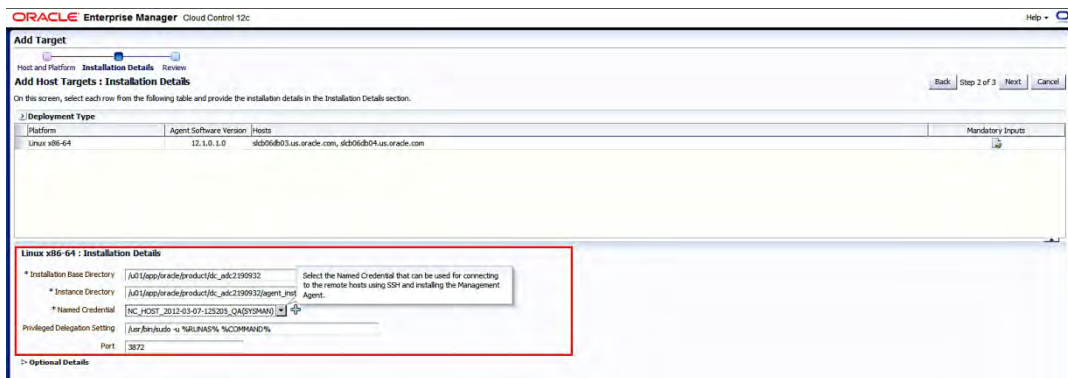 ORACLE Enterprise Manager Cloud Control 12c
Help
Add Target
Host and Platform Installation Details Review
Add Host Targets : Installation Details
Back Step 2 of 3 Next Cancel
On this screen, select each row from the following table and provide the installation details in the Installation Details section.
Deployment Type
Platform Agent Software Version Hosts Mandatory Inputs
Linux x86-64 12.1.0.1.0 slcb06db03.us.oracle.com, slcb06db04.us.oracle.com
Linux x86-64 : Installation Details
* Installation Base Directory /u01/app/oracle/product/dc_adc2190932
Select the Named Credential that can be used for connecting
to the remote hosts using SSH and installing the Management
Agent.
* Instance Directory /u01/app/oracle/product/dc_adc2190932/agent_inst
* Named Credential NC_HOST_2012-03-07-125205_QA(SYSMAN)
Privileged Delegation Setting /usr/bin/sudo -u %RUNAS% %COMMAND%
Port 3872
Optional Details